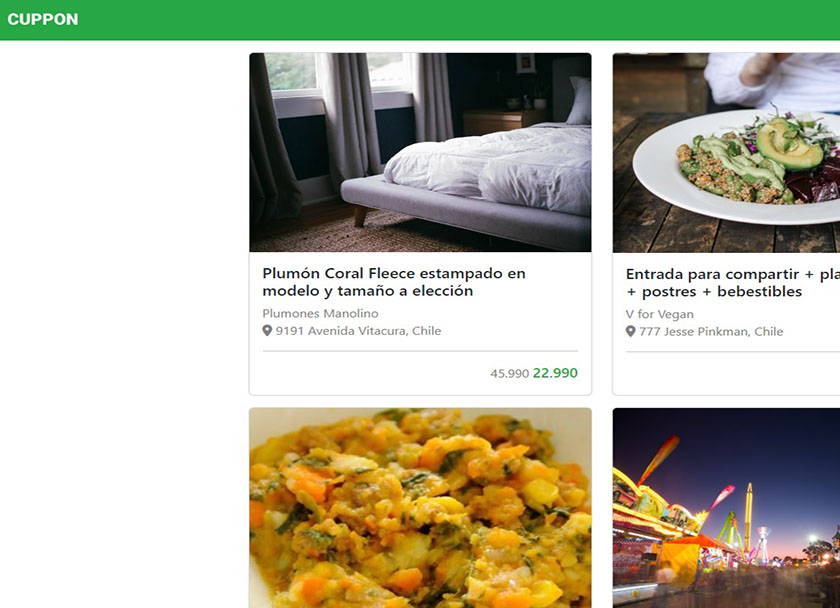 CUPPON
Plumón Coral Fleece estampado en
modelo y tamaño a elección
Plumones Manolino
9191 Avenida Vitacura, Chile
45.990 22.990
Entrada para compartir + pla
+ postres + bebestibles
V for Vegan
777 Jesse Pinkman, Chile